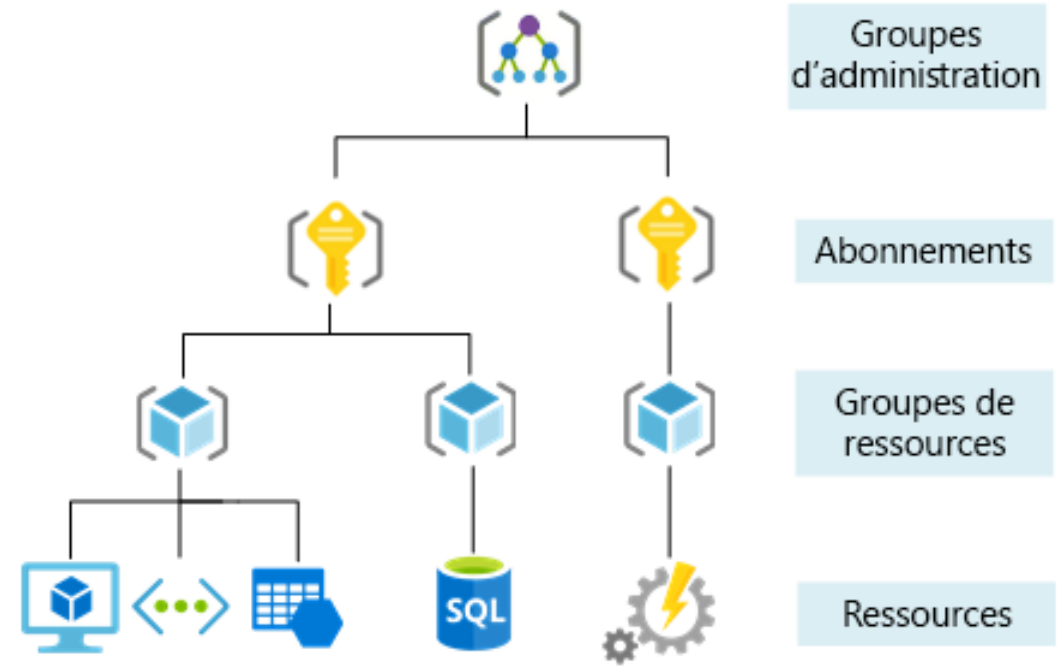 Groupes
d’administration
Abonnements
Groupes de
ressources
SQL
Ressources